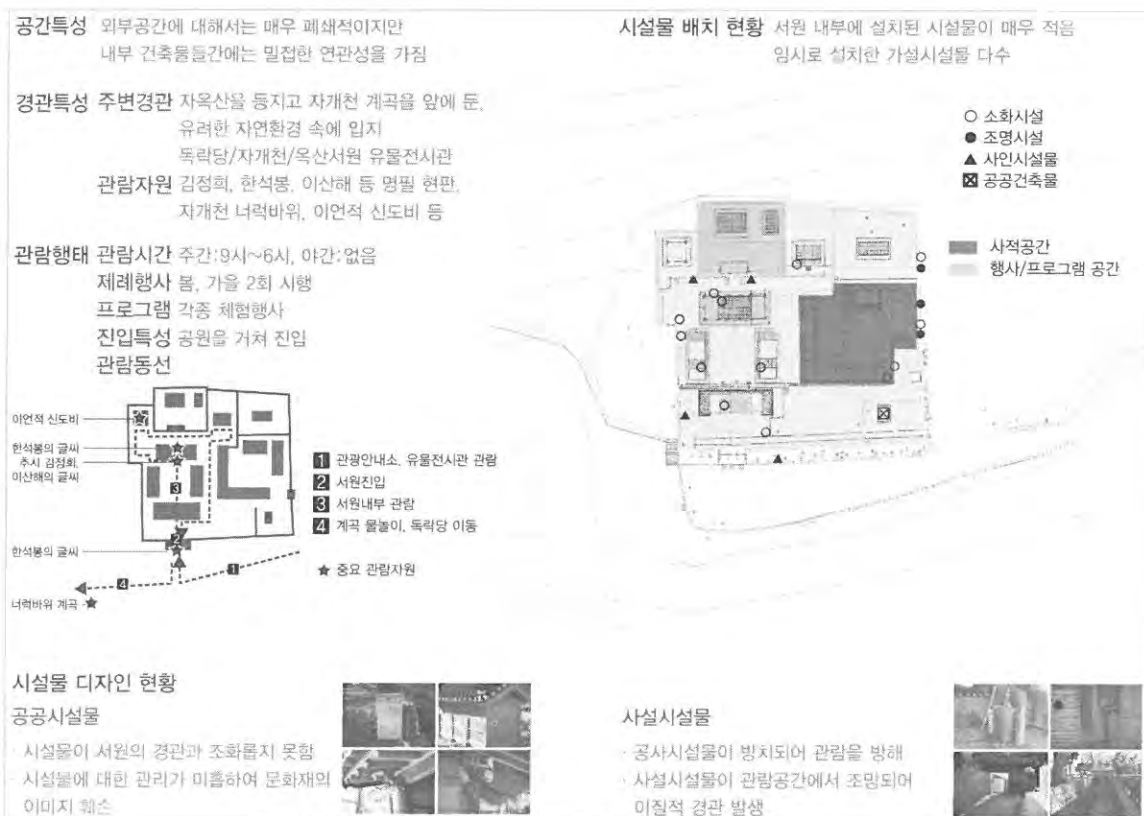 공간특성 외부공간에 대해서는 매우 폐쇄적이지만
내부 건축물들간에는 밀접한 연관성을 가짐
경관특성 주변경관 자옥산을 등지고 자개천 계곡을 앞에 둔,
유려한 자연환경 속에 입지
독락당/자개천/옥산서원 유물전시관
관람자원 김정희, 한석봉, 이산해 등 명필 현판,
자개천 너럭바위, 이언적 신도비 등
관람행태 관람시간 주간:9시~6시, 야간:없음
제례행사 봄, 가을 2회 시행
프로그램 각종 체험행사
진입특성 공원을 거쳐 진입
관람동선
이언적 신도비
한석봉의 글씨
추시 김정희,
이산해의 글씨
한석봉의 글씨
너럭바위 계곡
3
2
1
4
1 관광안내소, 유물전시관 관람
2 서원진입
3 서원내부 관람
4 계곡 물놀이, 독락당 이동
★ 중요 관람자원
시설물 배치 현황 서원 내부에 설치된 시설물이 매우 적음
임시로 설치한 가설시설물 다수
소화시설
조명시설
사인시설물
공공건축물
사적공간
행사/프로그램 공간
시설물 디자인 현황
공공시설물
· 시설물이 서원의 경관과 조화롭지 못함
· 시설물에 대한 관리가 미흡하여 문화재의
이미지 훼손
사설시설물
· 공사시설물이 방치되어 관람을 방해
· 사설시설물이 관람공간에서 조망되어
이질적 경관 발생